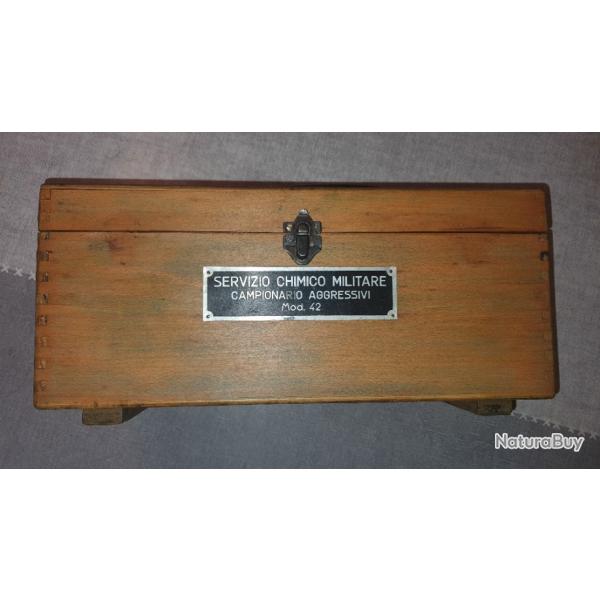 SERVIZIO CHIMICO MILITARE
CAMPIONARIO AGGRESSIVI
Mod. 42
NaturaBuy